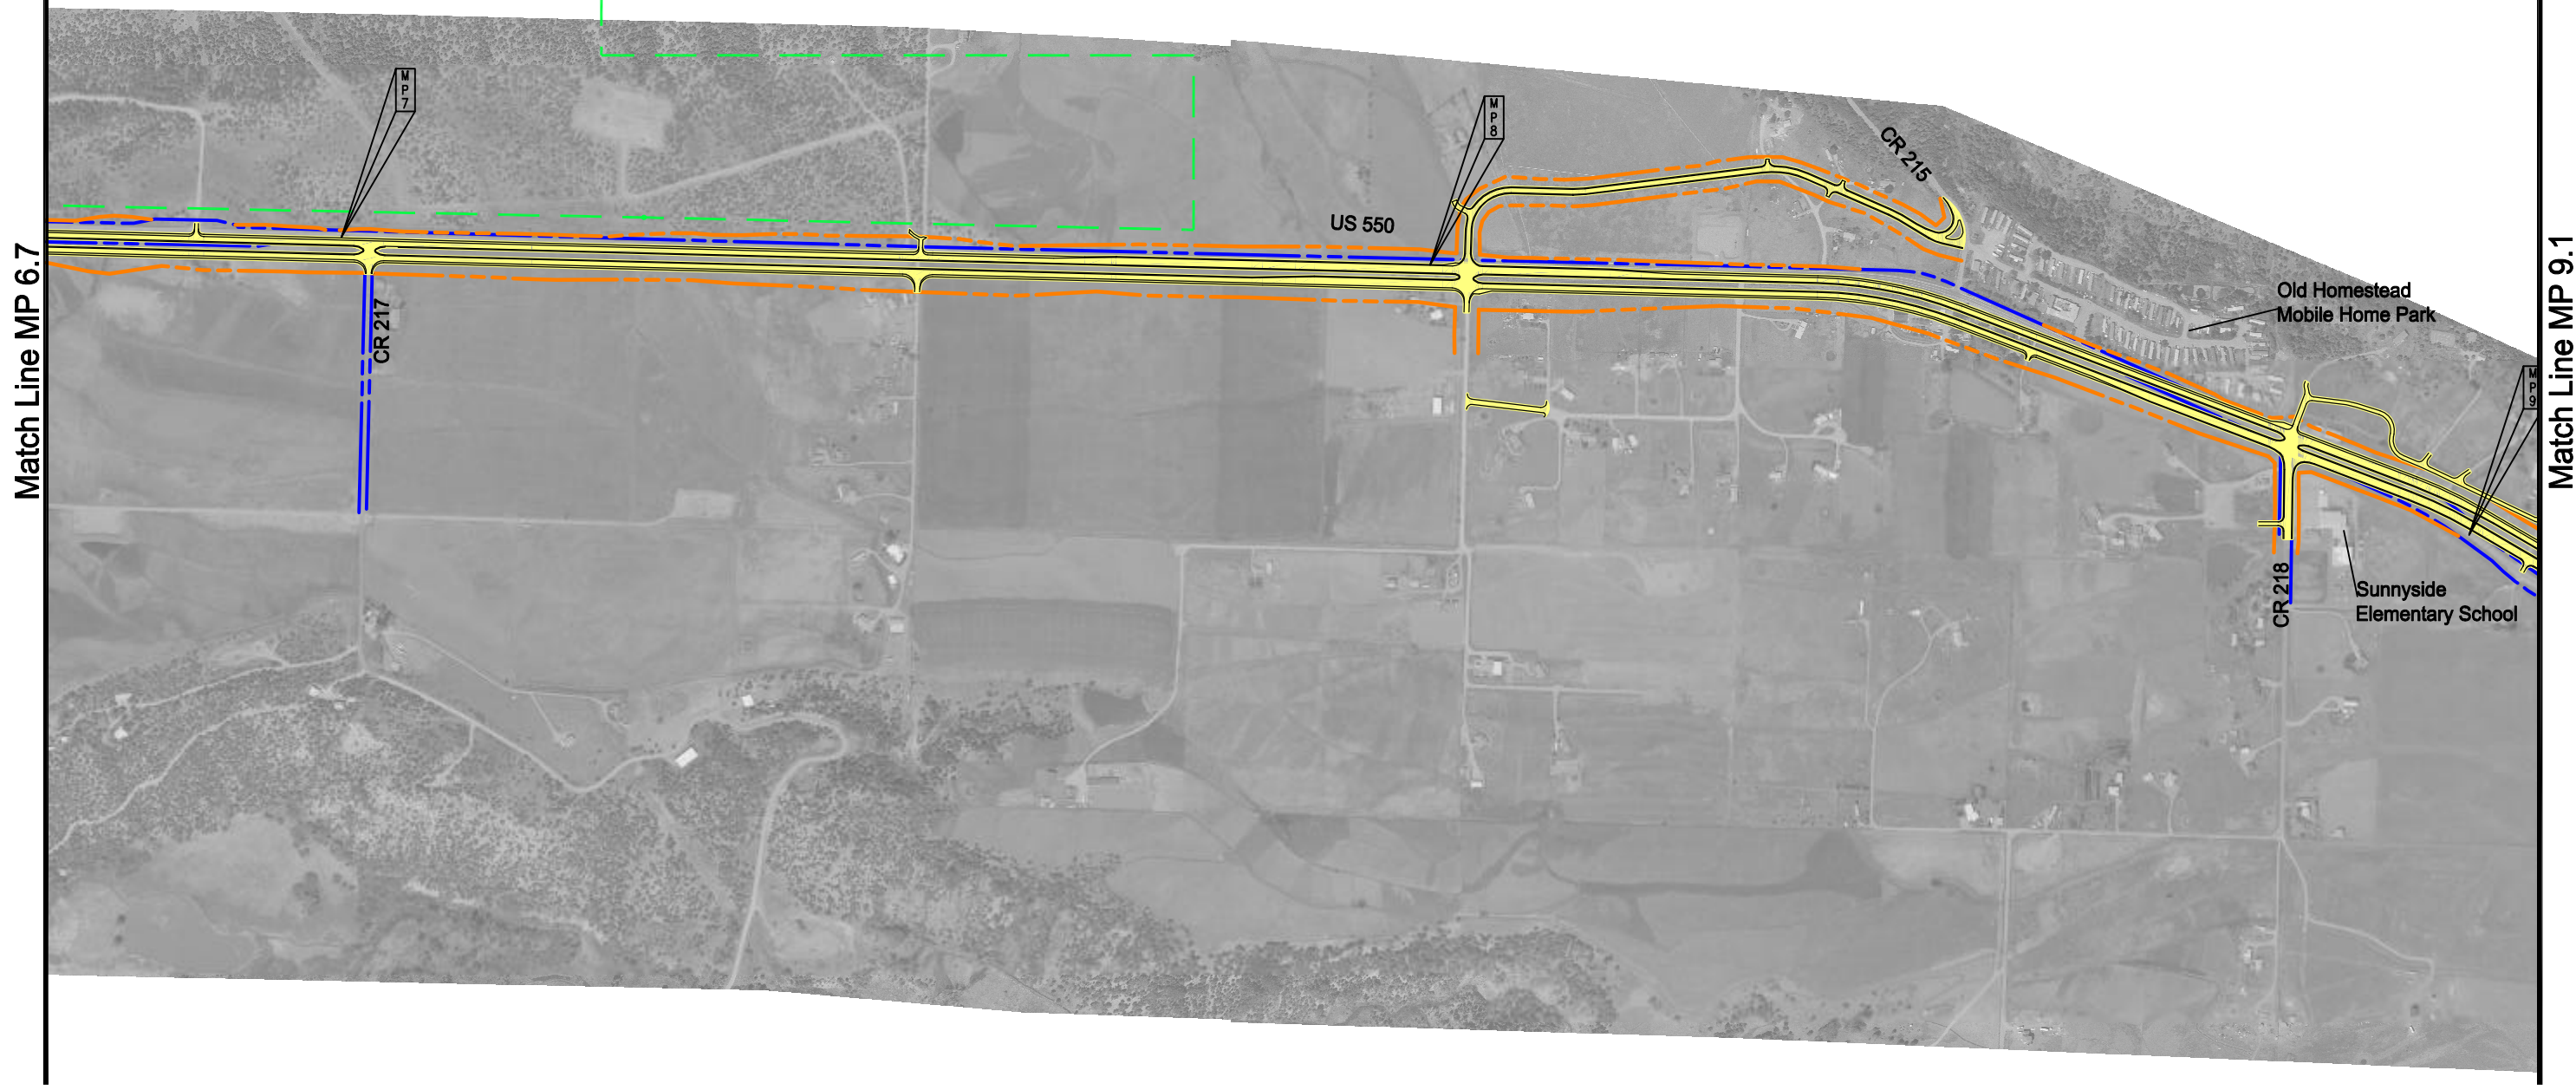 Match Line MP 6.7
MP7
CR 217
US 550
MP8
CR 215
Old Homestead
Mobile Home Park
MP9
CR 218
Sunnyside
Elementary School
Match Line MP 9.1